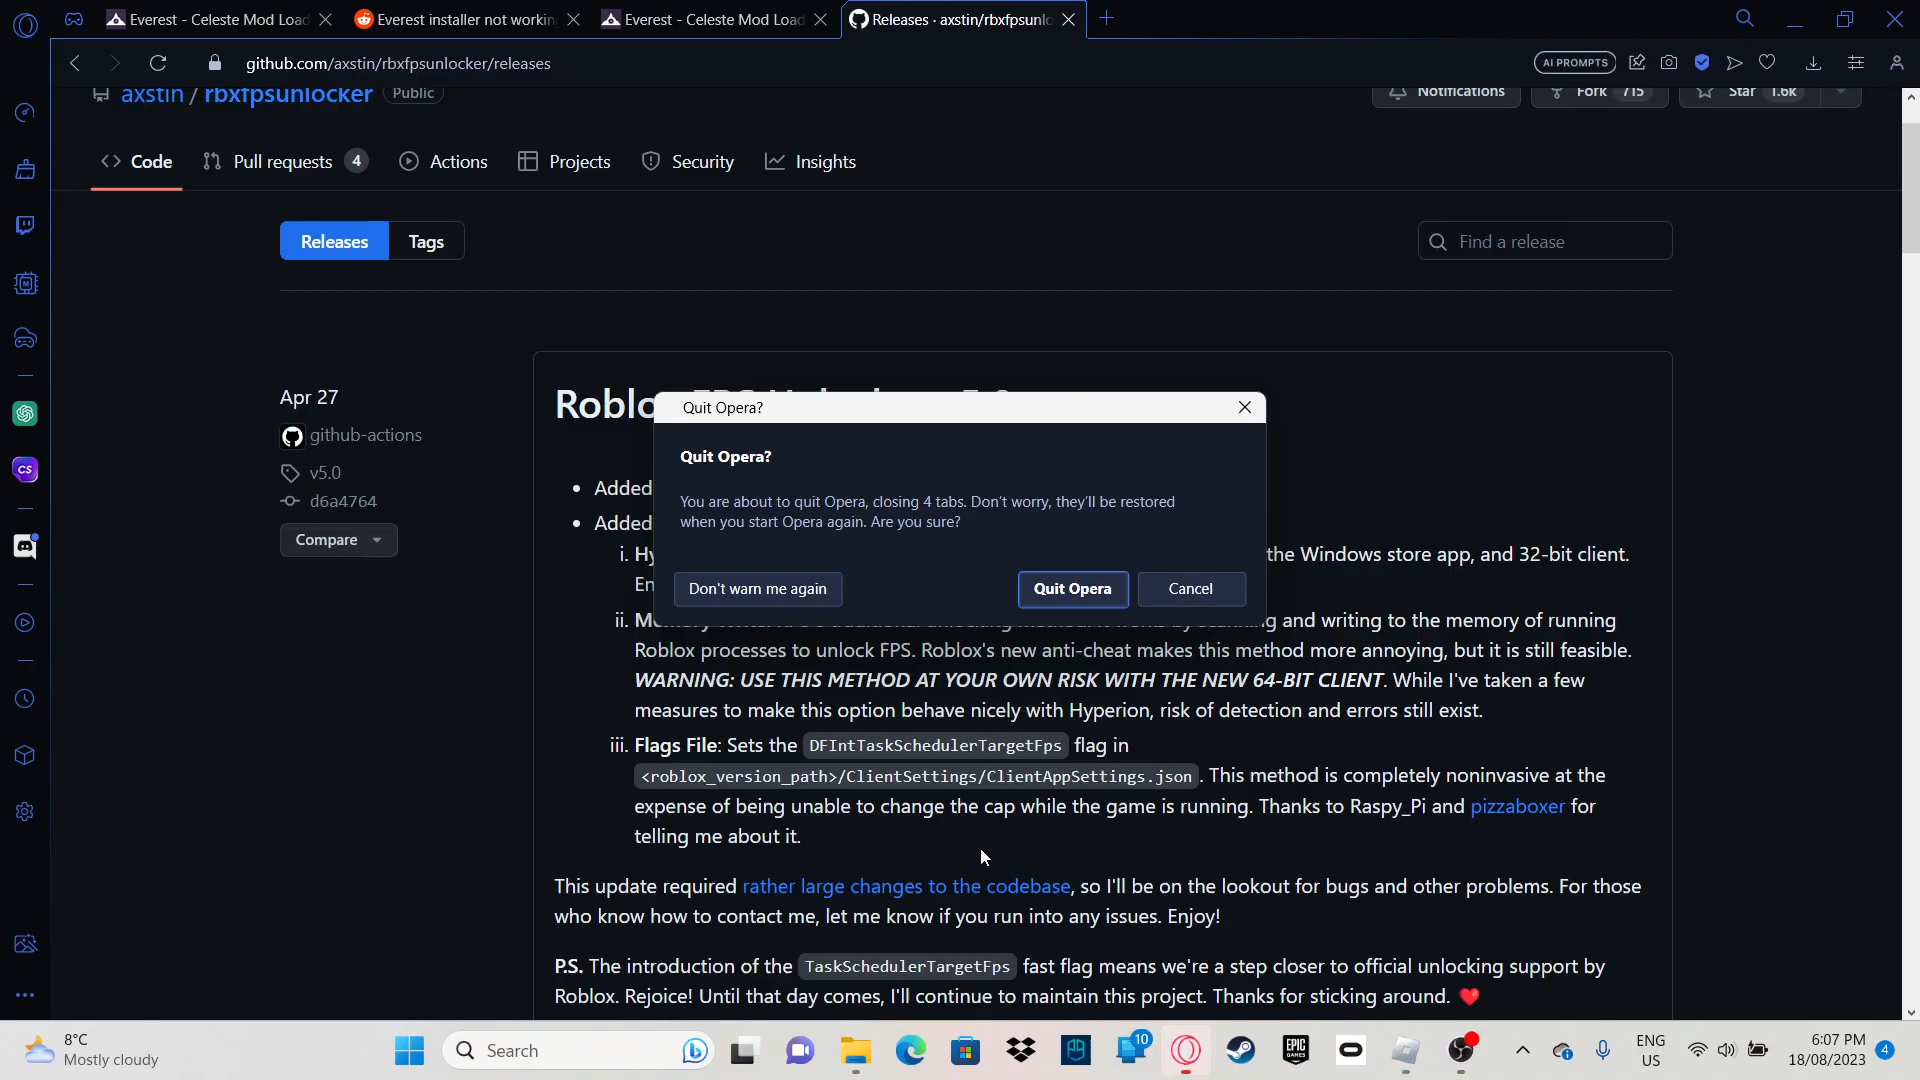 Everest - Celeste Mod Load
Everest installer not workin
Everest - Celeste Mod Load
Releases · axstin/rbxfpsunlo
github.com/axstin/rbxfpsunlocker/releases
AI PROMPTS
axstin / rbxfpsunlocker Public
Notifications Fork 715 Star 1.6k
Code Pull requests 4 Actions Projects Security Insights
Releases Tags
Find a release
Apr 27
github-actions
v5.0
d6a4764
Compare
Roblo
Quit Opera?
Quit Opera?
You are about to quit Opera, closing 4 tabs. Don't worry, they'll be restored
when you start Opera again. Are you sure?
Don't warn me again Quit Opera Cancel
Added
Added
i. Hy the Windows store app, and 32-bit client.
En
ii. and writing to the memory of running
Roblox processes to unlock FPS. Roblox's new anti-cheat makes this method more annoying, but it is still feasible.
WARNING: USE THIS METHOD AT YOUR OWN RISK WITH THE NEW 64-BIT CLIENT. While I've taken a few
measures to make this option behave nicely with Hyperion, risk of detection and errors still exist.
iii. Flags File: Sets the DFIntTaskSchedulerTargetFps flag in
<roblox_version_path>/ClientSettings/ClientAppSettings.json. This method is completely noninvasive at the
expense of being unable to change the cap while the game is running. Thanks to Raspy_Pi and pizzaboxer for
telling me about it.
This update required rather large changes to the codebase, so I'll be on the lookout for bugs and other problems. For those
who know how to contact me, let me know if you run into any issues. Enjoy!
P.S. The introduction of the TaskSchedulerTargetFps fast flag means we're a step closer to official unlocking support by
Roblox. Rejoice! Until that day comes, I'll continue to maintain this project. Thanks for sticking around. ❤️
CS
8°C
Mostly cloudy
Search
10
EPIC
GAMES
ENG
US
6:07 PM
18/08/2023
4